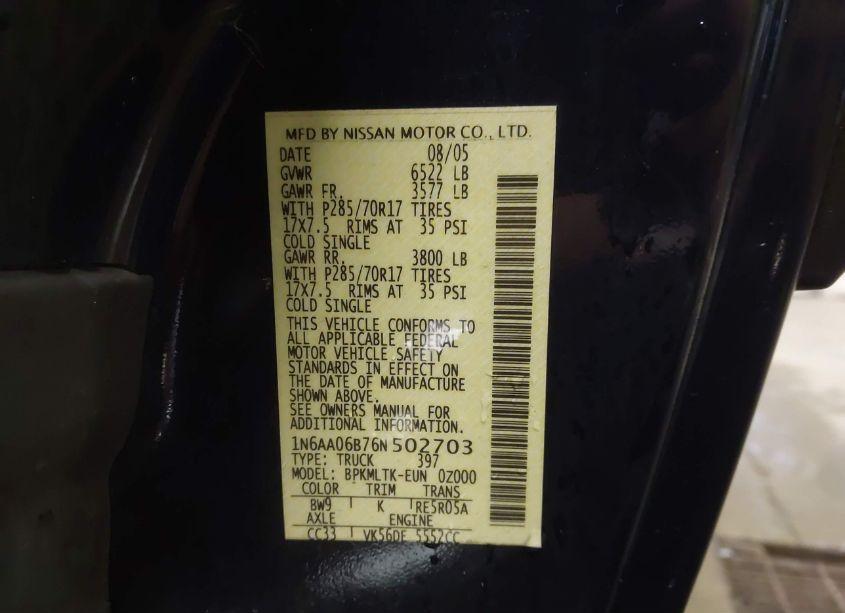 MFD BY NISSAN MOTOR CO., LTD.
DATE 08/05
GVWR 6522 LB
GAWR FR. 3577 LB
WITH P285/70R17 TIRES
17X7.5 RIMS AT 35 PSI
COLD SINGLE
GAWR RR. 3800 LB
WITH P285/70R17 TIRES
17X7.5 RIMS AT 35 PSI
COLD SINGLE
THIS VEHICLE CONFORMS TO
ALL APPLICABLE FEDERAL
MOTOR VEHICLE SAFETY
STANDARDS IN EFFECT ON
THE DATE OF MANUFACTURE
SHOWN ABOVE.
SEE OWNERS MANUAL FOR
ADDITIONAL INFORMATION.
1N6AA06B76N502703
TYPE: TRUCK 397
MODEL: BPKMLTK-EUN 0Z000
COLOR TRIM TRANS
BW9 K RE5R05A
AXLE ENGINE
CC33 VK56DE 5552CC